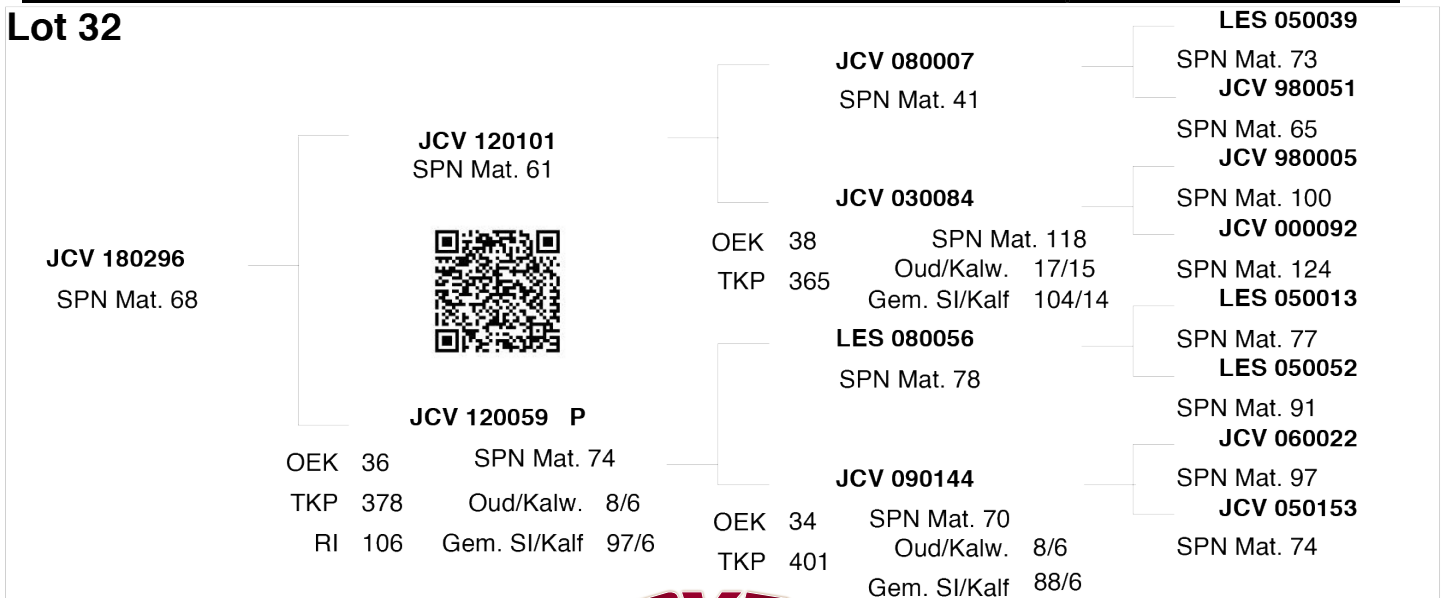 Lot 32
JCV 180296
SPN Mat. 68
JCV 120101
SPN Mat. 61
JCV 120059 P
OEK 36 SPN Mat. 74
TKP 378 Oud/Kalw. 8/6
RI 106 Gem. SI/Kalf 97/6
JCV 080007
SPN Mat. 41
JCV 030084
OEK 38 SPN Mat. 118
TKP 365 Oud/Kalw. 17/15
Gem. SI/Kalf 104/14
LES 080056
SPN Mat. 78
JCV 090144
OEK 34 SPN Mat. 70
Oud/Kalw. 8/6
TKP 401
Gem. SI/Kalf 88/6
LES 050039
SPN Mat. 73
JCV 980051
SPN Mat. 65
JCV 980005
SPN Mat. 100
JCV 000092
SPN Mat. 124
LES 050013
SPN Mat. 77
LES 050052
SPN Mat. 91
JCV 060022
SPN Mat. 97
JCV 050153
SPN Mat. 74